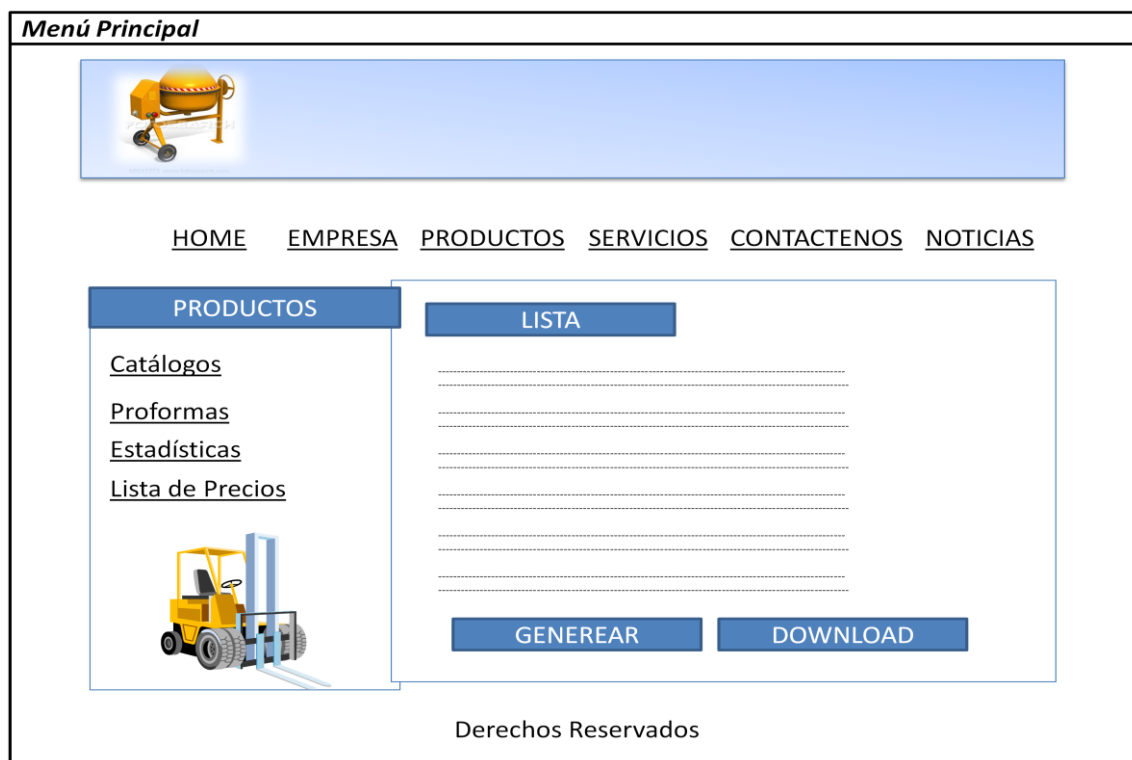 Menú Principal
HOME EMPRESA PRODUCTOS SERVICIOS CONTACTENOS NOTICIAS
PRODUCTOS
Catálogos
Proformas
Estadísticas
Lista de Precios
LISTA
GENEREAR DOWNLOAD
Derechos Reservados